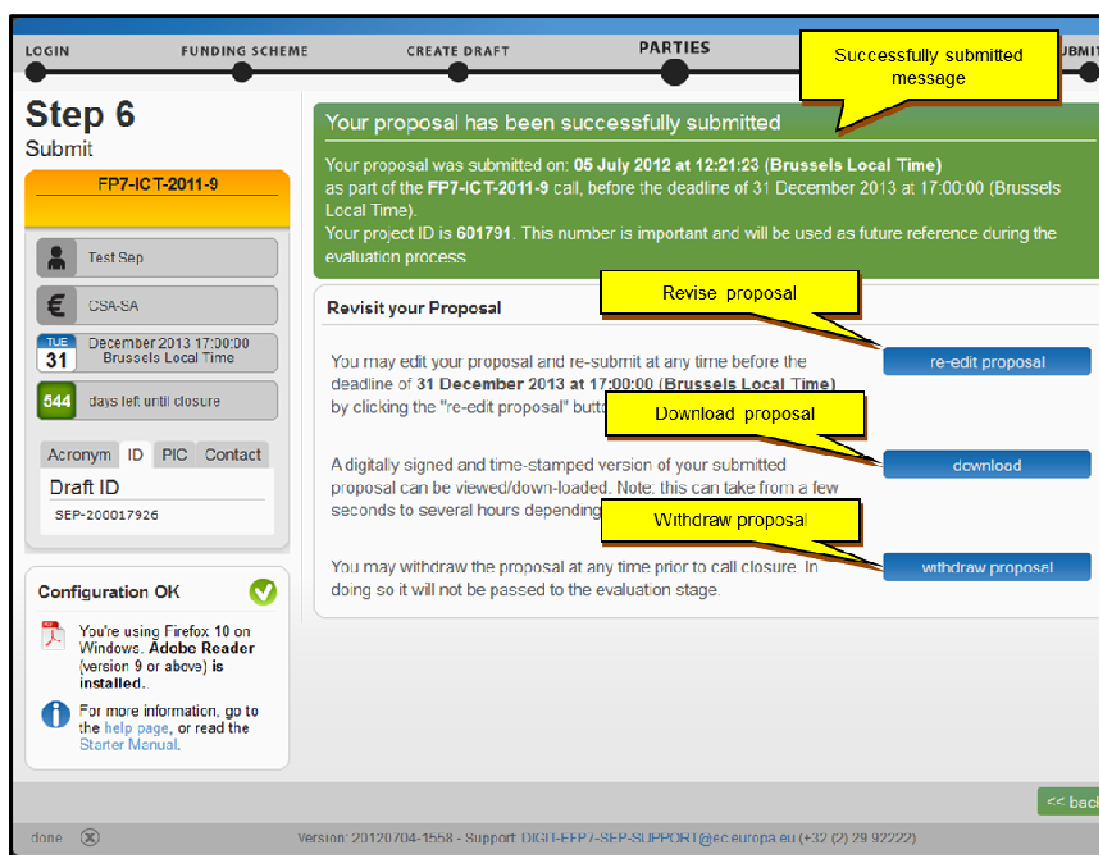 LOGIN
FUNDING SCHEME
CREATE DRAFT
PARTIES
Successfully submitted
message
Step 6
Submit
FP7-ICT-2011-9
Test Sep
CSA-SA
TUE
31
December 2013 17:00:00
Brussels Local Time
544
days left until closure
Acronym ID PIC Contact
Draft ID
SEP-200017926
Configuration OK
You're using Firefox 10 on
Windows. Adobe Reader
(version 9 or above) is
installed..
For more information, go to
the help page, or read the
Starter Manual.
Your proposal has been successfully submitted
Your proposal was submitted on: 05 July 2012 at 12:21:23 (Brussels Local Time)
as part of the FP7-ICT-2011-9 call, before the deadline of 31 December 2013 at 17:00:00 (Brussels
Local Time).
Your project ID is 601791. This number is important and will be used as future reference during the
evaluation process
Revise proposal
Revisit your Proposal
You may edit your proposal and re-submit at any time before the
deadline of 31 December 2013 at 17:00:00 (Brussels Local Time)
by clicking the "re-edit proposal"
re-edit proposal
Download proposal
A digitally signed and time-stamped version of your submitted
proposal can be viewed/down-loaded. Note: this can take from a few
seconds to several hours depending
download
Withdraw proposal
You may withdraw the proposal at any time prior to call closure. In
doing so it will not be passed to the evaluation stage.
withdraw proposal
<< back
done
Version: 20120704-1558 - Support: DIGIT-EFP7-SEP-SUPPORT@ec.europa.eu (+32 (2) 29 92222)